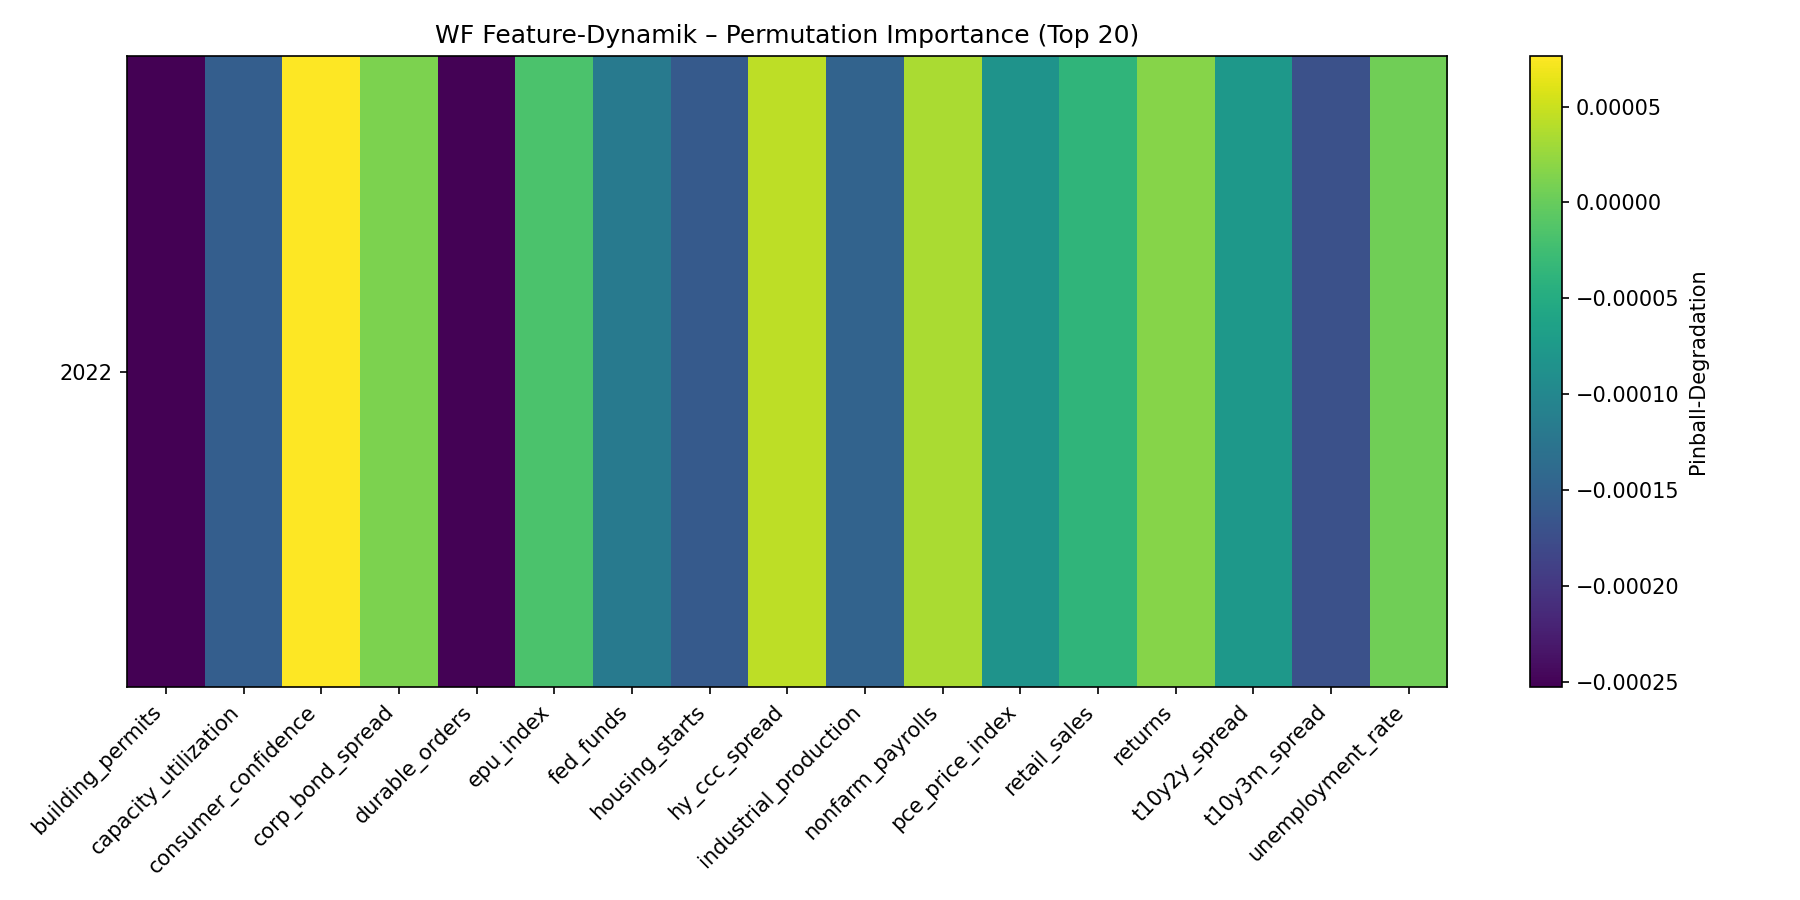 WF Feature-Dynamik – Permutation Importance (Top 20)
2022
building_permits
capacity_utilization
consumer_confidence
corp_bond_spread
durable_orders
epu_index
fed_funds
housing_starts
hy_ccc_spread
industrial_production
nonfarm_payrolls
pce_price_index
retail_sales
returns
t10y2y_spread
t10y3m_spread
unemployment_rate
0.00005
0.00000
−0.00005
−0.00010
−0.00015
−0.00020
−0.00025
Pinball-Degradation